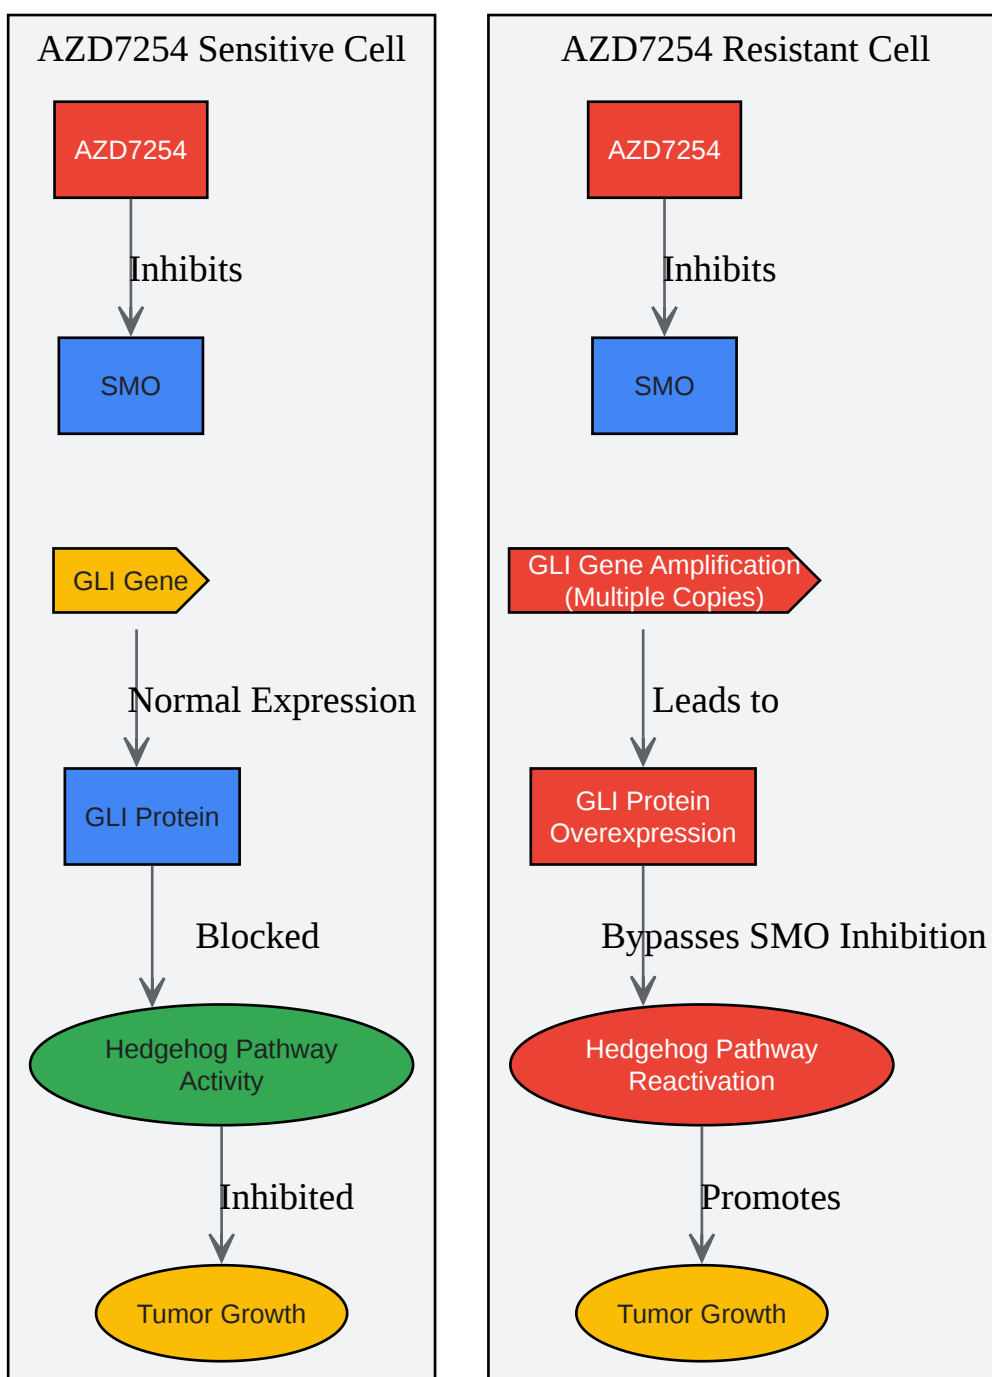 AZD7254 Sensitive Cell
AZD7254
Inhibits
SMO
GLI Gene
Normal Expression
GLI Protein
Blocked
Hedgehog Pathway
Activity
Inhibited
Tumor Growth
AZD7254 Resistant Cell
AZD7254
Inhibits
SMO
GLI Gene Amplification
(Multiple Copies)
Leads to
GLI Protein
Overexpression
Bypasses SMO Inhibition
Hedgehog Pathway
Reactivation
Promotes
Tumor Growth